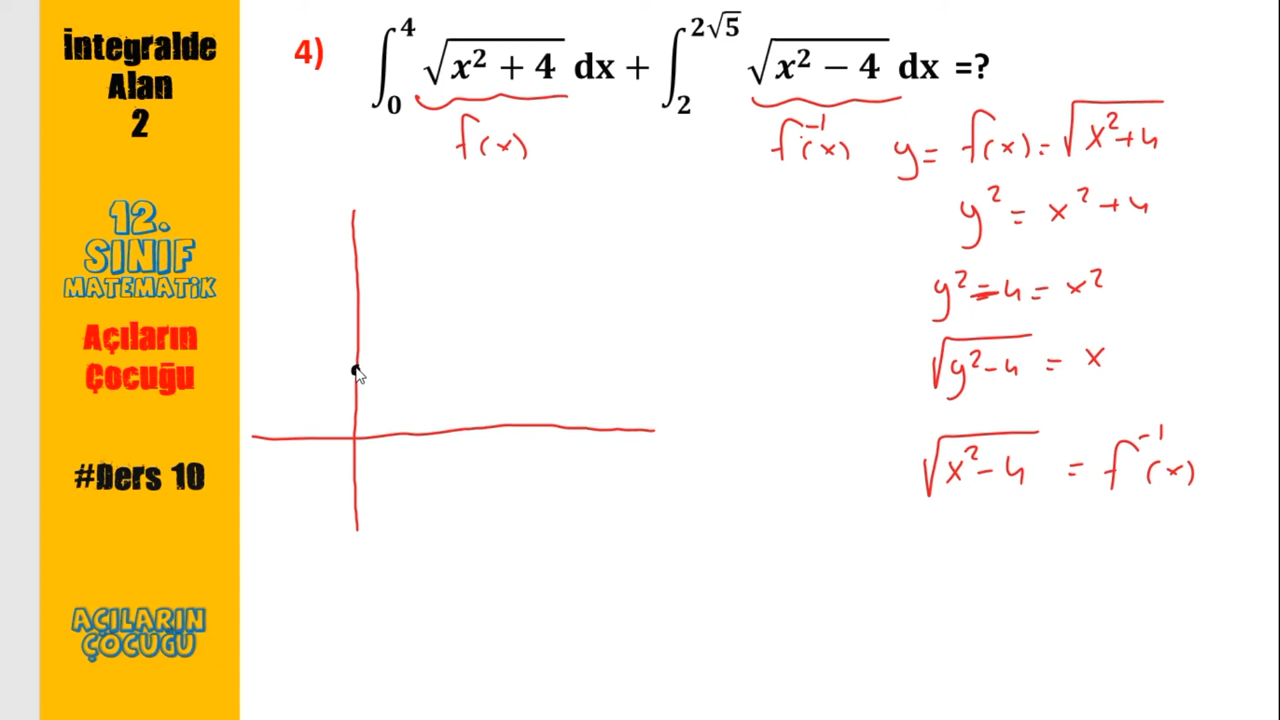 İntegralde
Alan
2
12.
SINIF
MATEMATİK
Açıların
Çocuğu
#Ders 10
AÇILARIN
ÇOCUĞU
4) ∫₀⁴ √(x² + 4) dx + ∫₂^(2√5) √(x² − 4) dx =?
f(x) f⁻¹(x) y = f(x) = √(x²+4)
y² = x² + 4
y² − 4 = x²
√(y² − 4) = x
√(x² − 4) = f⁻¹(x)